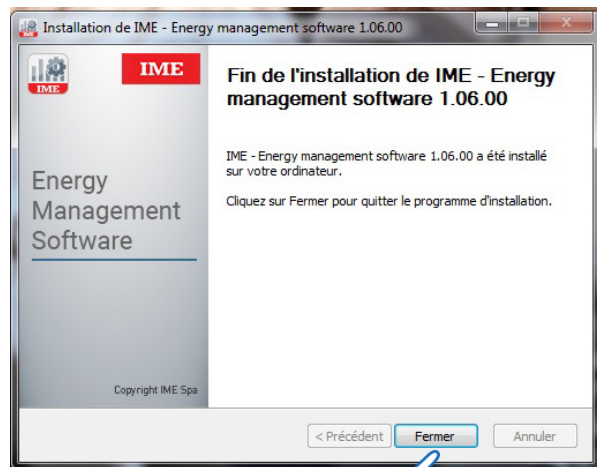 Installation de IME - Energy management software 1.06.00
IME
IME
Fin de l'installation de IME - Energy
management software 1.06.00
IME - Energy management software 1.06.00 a été installé
sur votre ordinateur.
Cliquez sur Fermer pour quitter le programme d'installation.
Energy
Management
Software
Copyright IME Spa
< Précédent
Fermer
Annuler